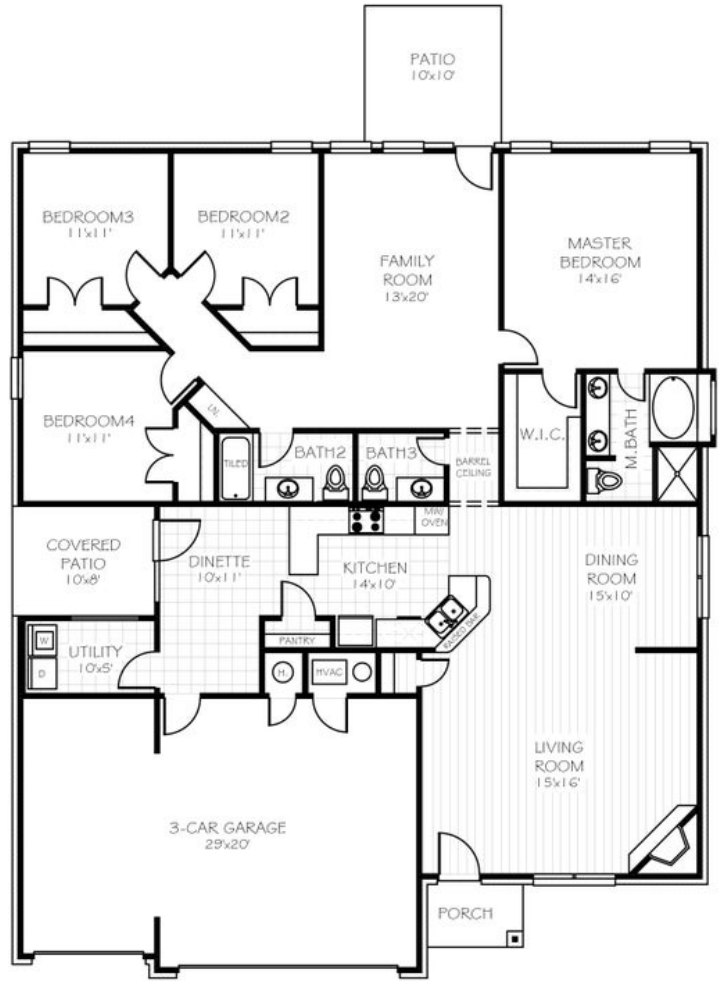 PATIO
10'x10'
BEDROOM3
11'x11'
BEDROOM2
11'x11'
FAMILY
ROOM
13'x20'
MASTER
BEDROOM
14'x16'
BEDROOM4
11'x11'
LN.
TILED
BATH2
BATH3
BARREL
CEILING
W.I.C.
M.BATH
COVERED
PATIO
10'x8'
DINETTE
10'x11'
KITCHEN
14'x10'
MW/
OVEN
DINING
ROOM
15'x10'
RAISED BAR
PANTRY
W
D
UTILITY
10'x5'
H.
HVAC
LIVING
ROOM
15'x16'
3-CAR GARAGE
29'x20'
PORCH